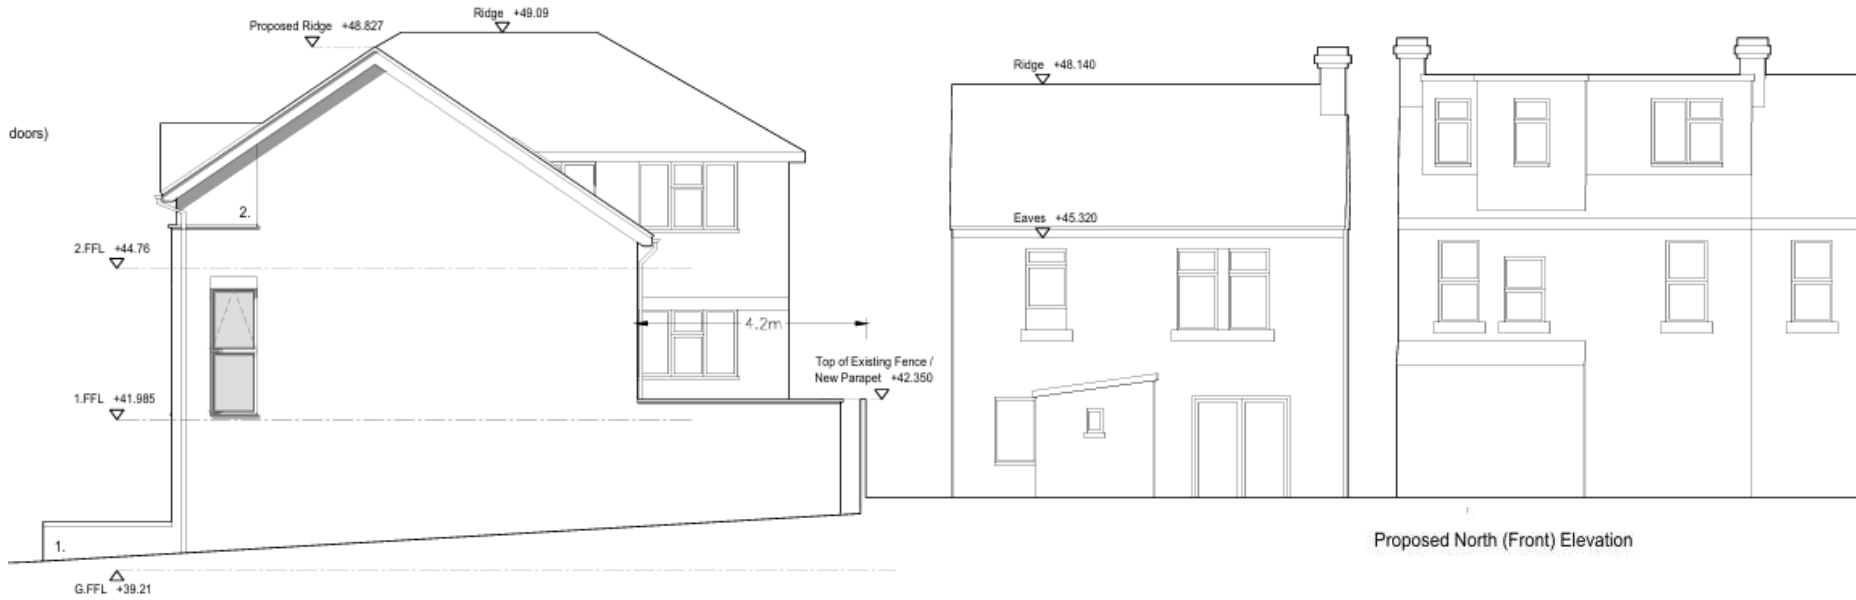 Ridge +49.09
Proposed Ridge +48.827
Ridge +48.140
doors)
2.
Eaves +45.320
2.FFL +44.76
4.2m
Top of Existing Fence /
New Parapet +42.350
1.FFL +41.985
1.
Proposed North (Front) Elevation
G.FFL +39.21